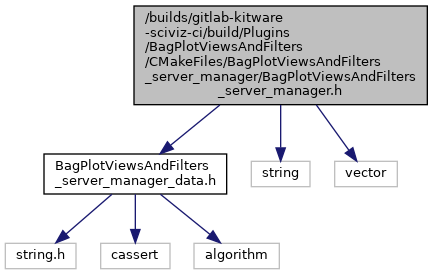 /builds/gitlab-kitware
-sciviz-ci/build/Plugins
/BagPlotViewsAndFilters
/CMakeFiles/BagPlotViewsAndFilters
_server_manager/BagPlotViewsAndFilters
_server_manager.h
BagPlotViewsAndFilters
_server_manager_data.h
string
vector
string.h
cassert
algorithm